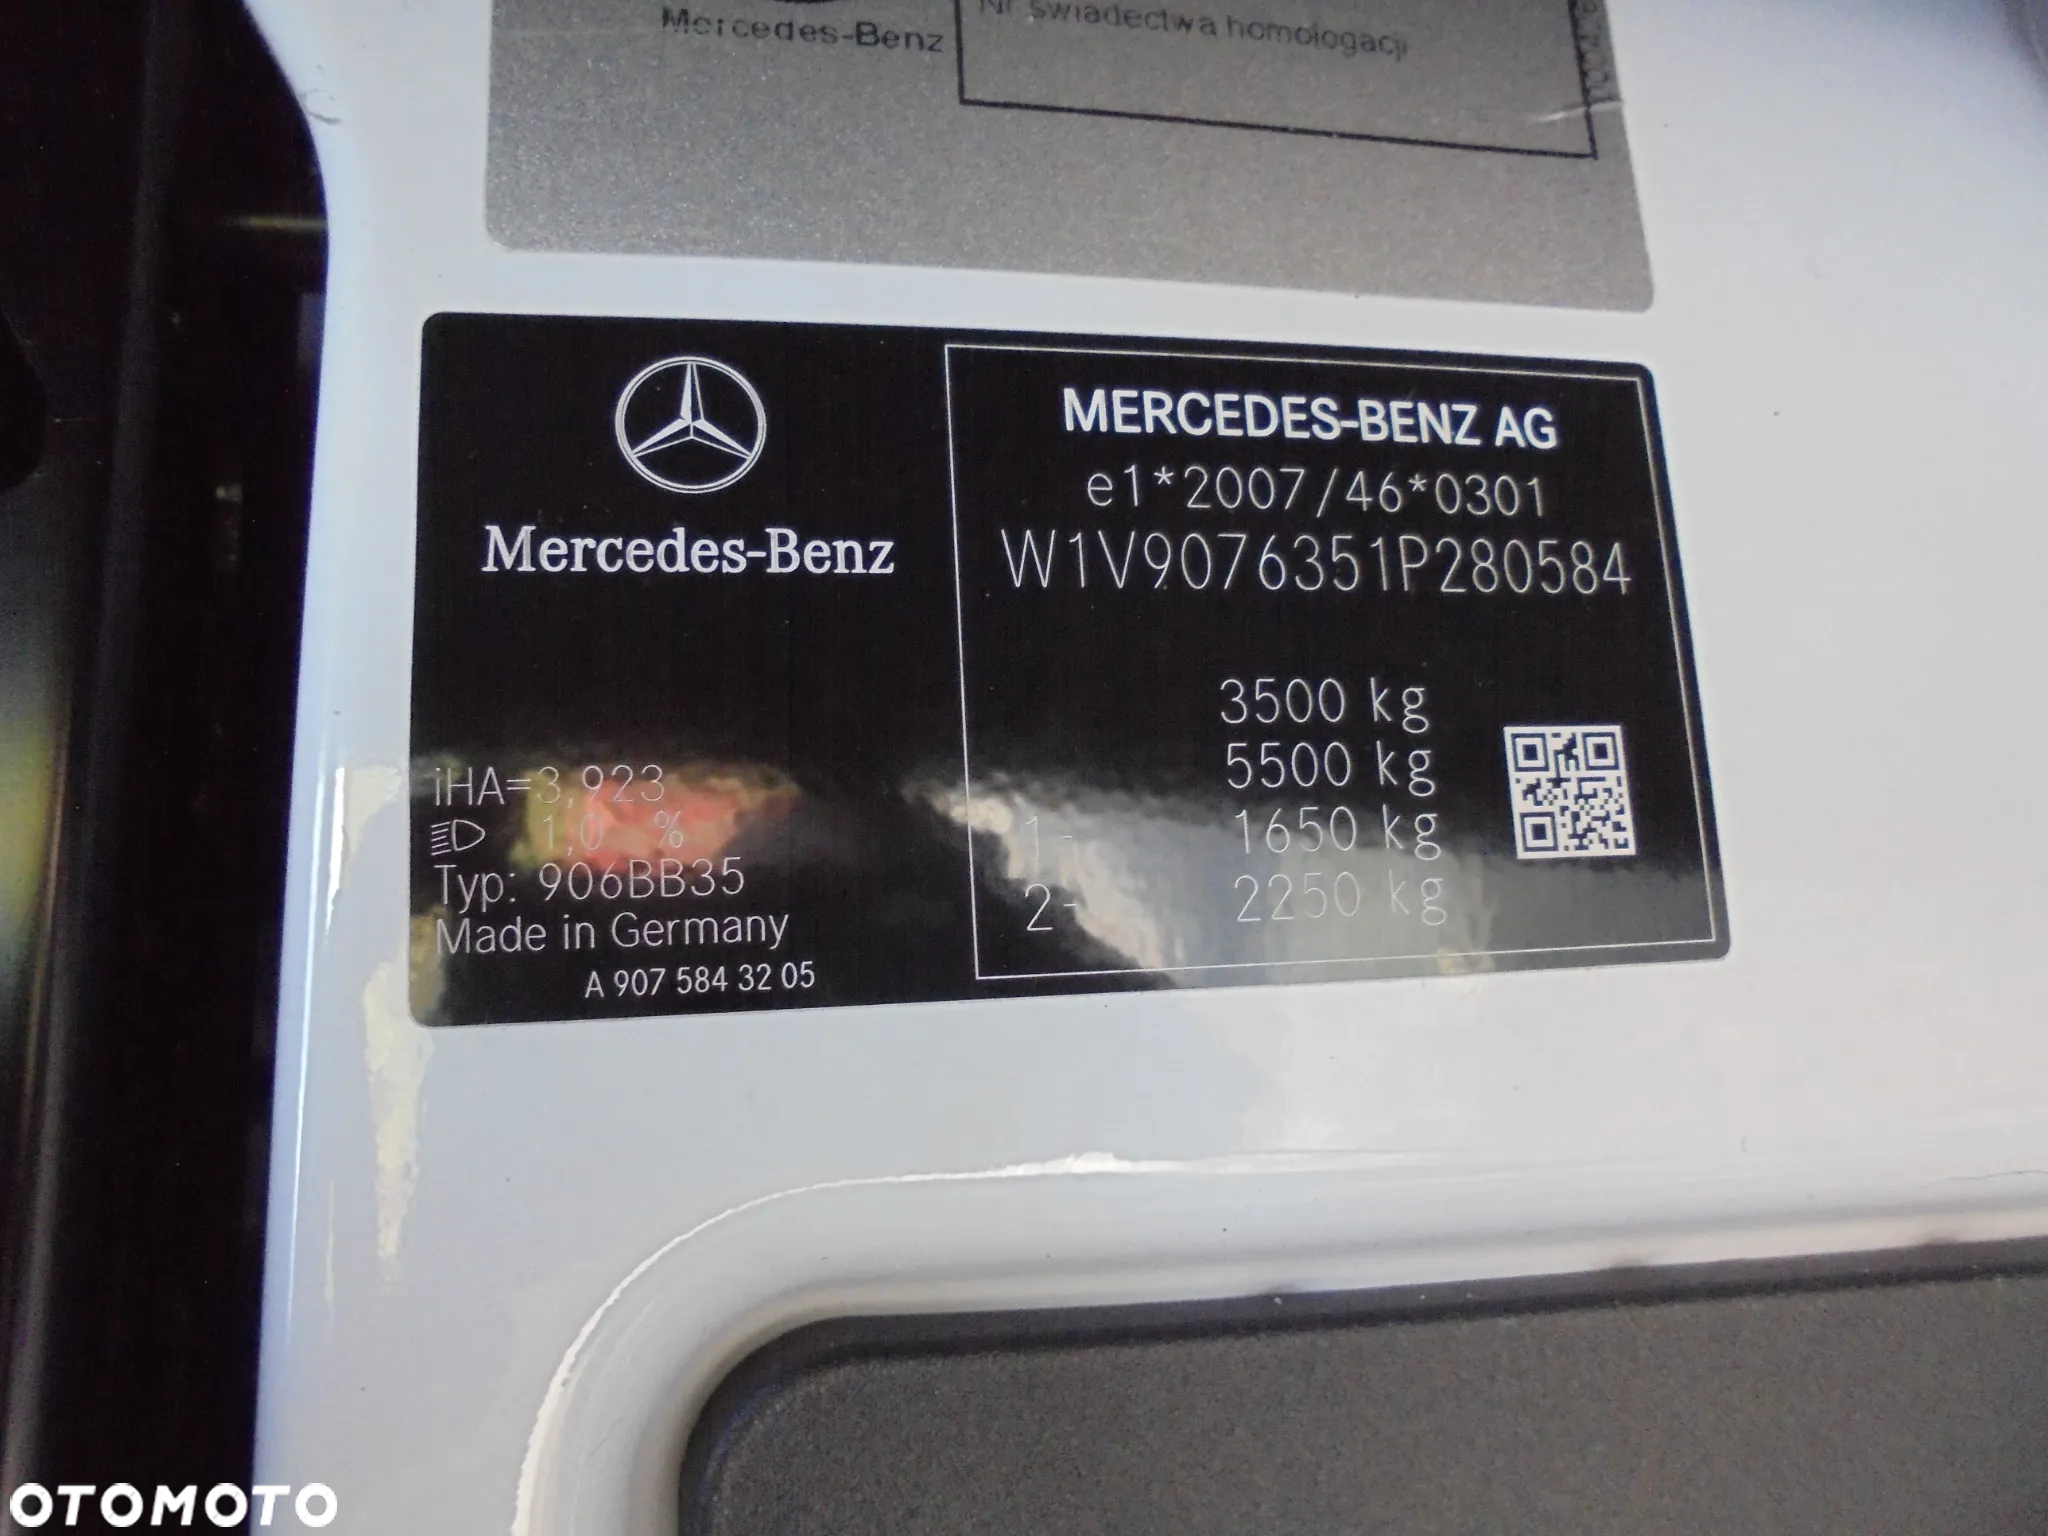 Mercedes-Benz
Nr świadectwa homologacji
Mercedes-Benz
MERCEDES-BENZ AG
e1*2007/46*0301
W1V9076351P280584
3500 kg
5500 kg
1- 1650 kg
2- 2250 kg
iHA=3,923
1,0 %
Typ: 906BB35
Made in Germany
A 907 584 32 05
OTOMOTO